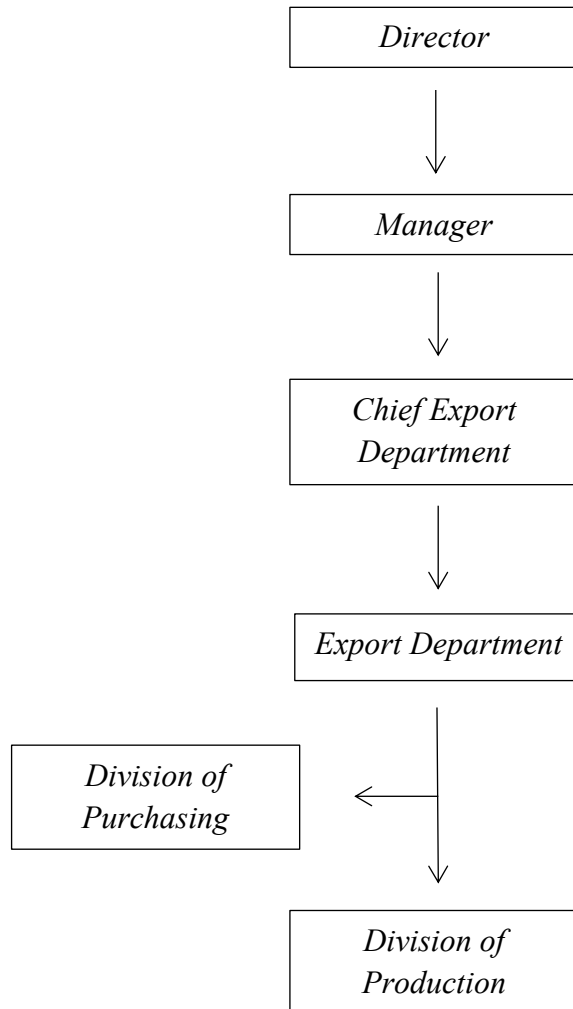 Director
Manager
Chief Export
Department
Export Department
Division of
Purchasing
Division of
Production